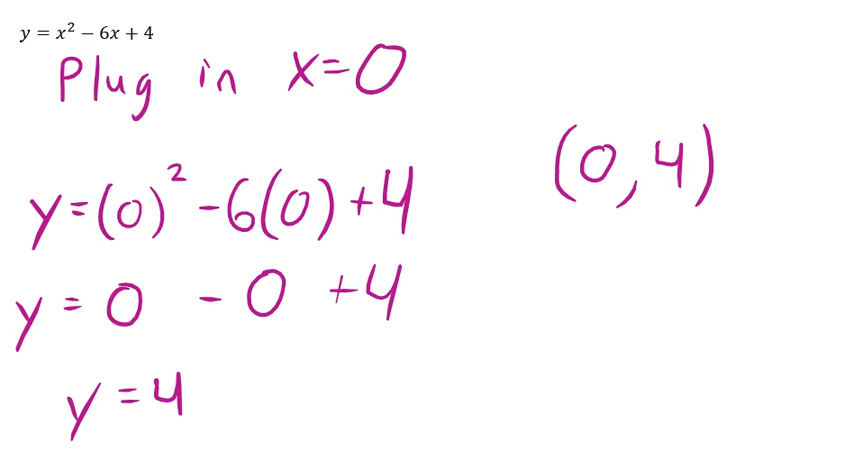 y = x² − 6x + 4
Plug in x=0
(0,4)
y=(0)² -6(0)+4
y=0 -0 +4
y=4